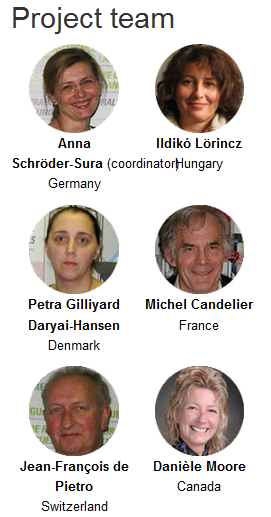 Project team
Anna
Schröder-Sura (coordinator)
Germany
Ildikó Lörincz
Hungary
Petra Gilliyard
Daryai-Hansen
Denmark
Michel Candelier
France
Jean-François de
Pietro
Switzerland
Danièle Moore
Canada